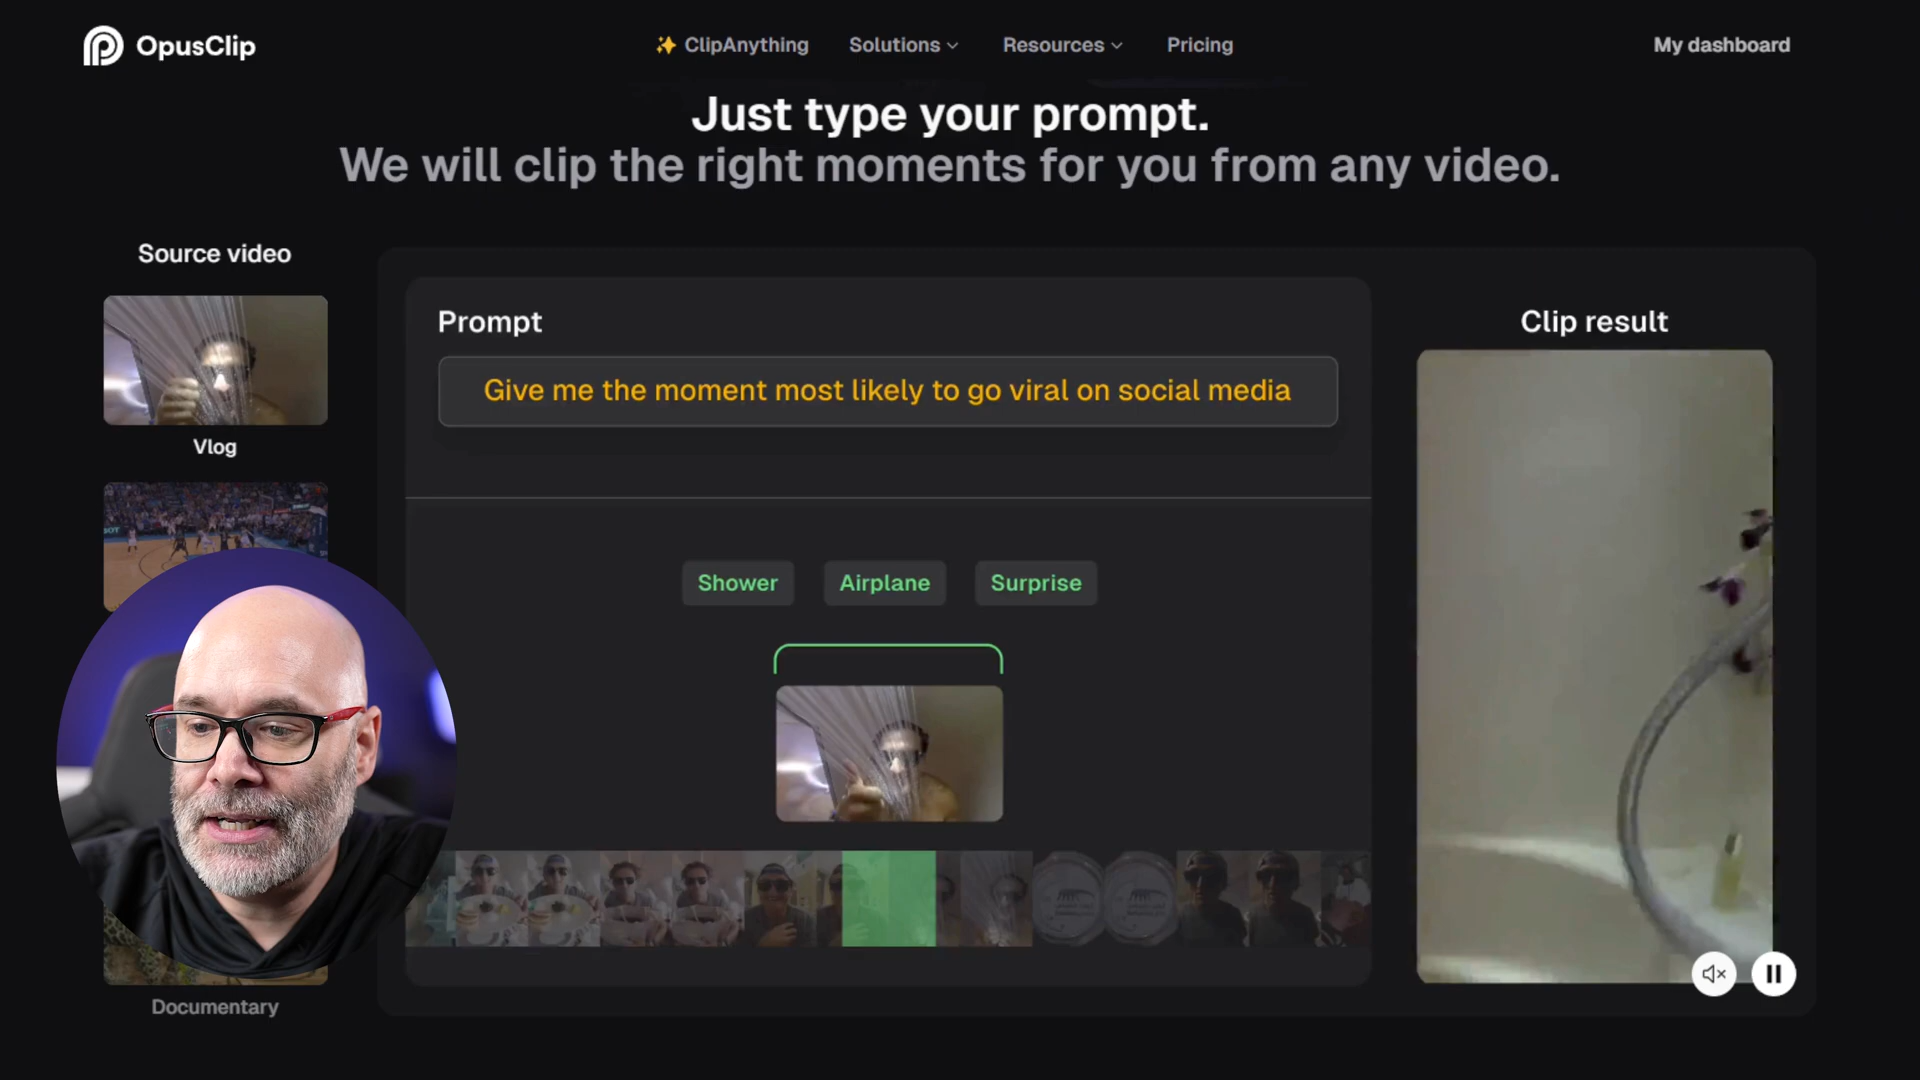 OpusClip
ClipAnything
Solutions
Resources
Pricing
My dashboard
Just type your prompt.
We will clip the right moments for you from any video.
Source video
Vlog
Documentary
Prompt
Give me the moment most likely to go viral on social media
Shower
Airplane
Surprise
Clip result